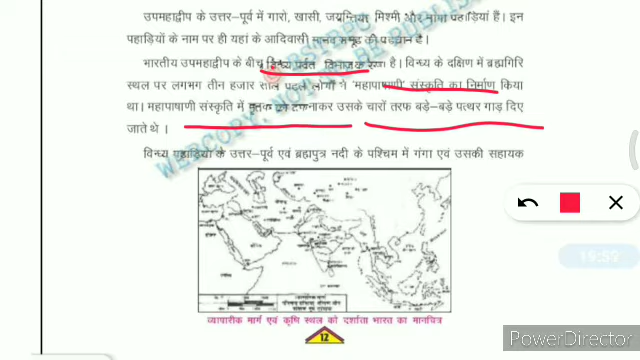 उपमहाद्वीप के उत्तर-पूर्व में गारो, खासी, जयन्तिया मिश्मी और नागा पहाड़ियां हैं। इन
पहाड़ियों के नाम पर ही यहां के आदिवासी मानव समूह की पहचान है।
भारतीय उपमहाद्वीप के बीच विन्ध्य पर्वत विभाजक रेखा है। विन्ध्य के दक्षिण में ब्रह्मगिरि
स्थल पर लगभग तीन हजार साल पहले लोगों ने 'महापाषाणी' संस्कृति का निर्माण किया
था। महापाषाणी संस्कृति में मृतक को दफनाकर उसके चारों तरफ बड़े-बड़े पत्थर गाड़ दिए
जाते थे ।
विन्ध्य पहाड़ियों के उत्तर-पूर्व एवं ब्रह्मपुत्र नदी के पश्चिम में गंगा एवं उसकी सहायक
व्यापारीक मार्ग एवं कृषि स्थल को दर्शाता भारत का मानचित्र
12
19:59
PowerDirector